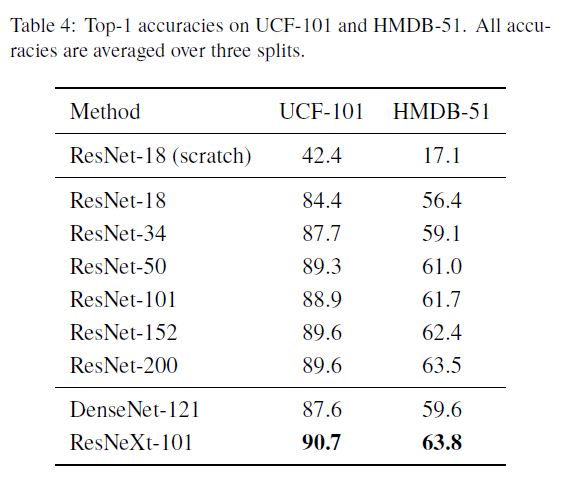 Table 4: Top-1 accuracies on UCF-101 and HMDB-51. All accu-
racies are averaged over three splits.
Method UCF-101 HMDB-51
ResNet-18 (scratch) 42.4 17.1
ResNet-18 84.4 56.4
ResNet-34 87.7 59.1
ResNet-50 89.3 61.0
ResNet-101 88.9 61.7
ResNet-152 89.6 62.4
ResNet-200 89.6 63.5
DenseNet-121 87.6 59.6
ResNeXt-101 90.7 63.8